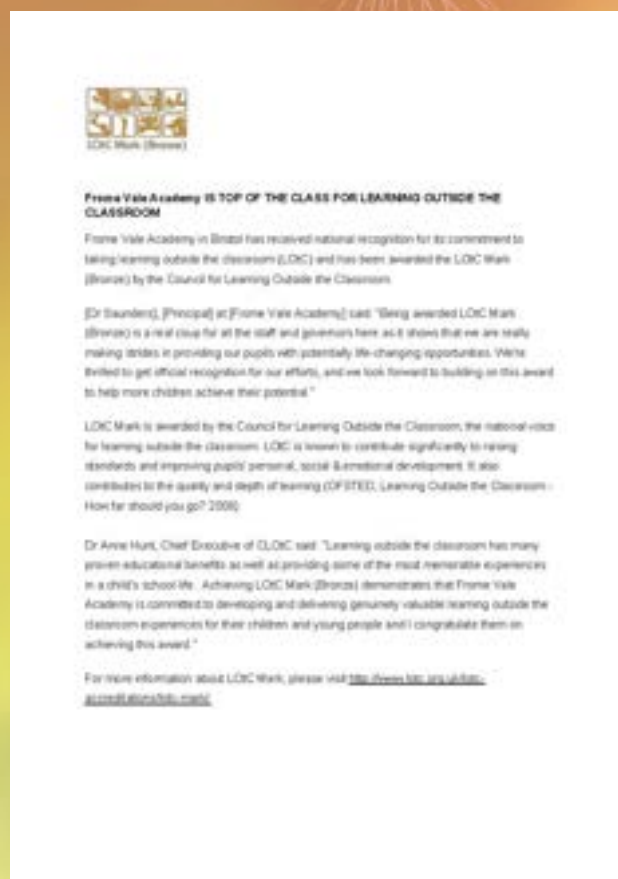 LOtC Mark (Bronze)
Frome Vale Academy IS TOP OF THE CLASS FOR LEARNING OUTSIDE THE
CLASSROOM
Frome Vale Academy in Bristol has received national recognition for its commitment to
taking learning outside the classroom (LOtC) and has been awarded the LOtC Mark
(Bronze) by the Council for Learning Outside the Classroom.
[Dr Saunders], [Principal] at [Frome Vale Academy] said: "Being awarded LOtC Mark
(Bronze) is a real coup for all the staff and governors here as it shows that we are really
making strides in providing our pupils with potentially life-changing opportunities. We're
thrilled to get official recognition for our efforts, and we look forward to building on this award
to help more children achieve their potential."
LOtC Mark is awarded by the Council for Learning Outside the Classroom, the national voice
for learning outside the classroom. LOtC is known to contribute significantly to raising
standards and improving pupils' personal, social & emotional development. It also
contributes to the quality and depth of learning (OFSTED, Learning Outside the Classroom -
How far should you go? 2008)
Dr Anne Hunt, Chief Executive of CLOtC said: "Learning outside the classroom has many
proven educational benefits as well as providing some of the most memorable experiences
in a child's school life. Achieving LOtC Mark (Bronze) demonstrates that Frome Vale
Academy is committed to developing and delivering genuinely valuable learning outside the
classroom experiences for their children and young people and I congratulate them on
achieving this award."
For more information about LOtC Mark, please visit http://www.lotc.org.uk/lotc-
accreditations/lotc-mark/